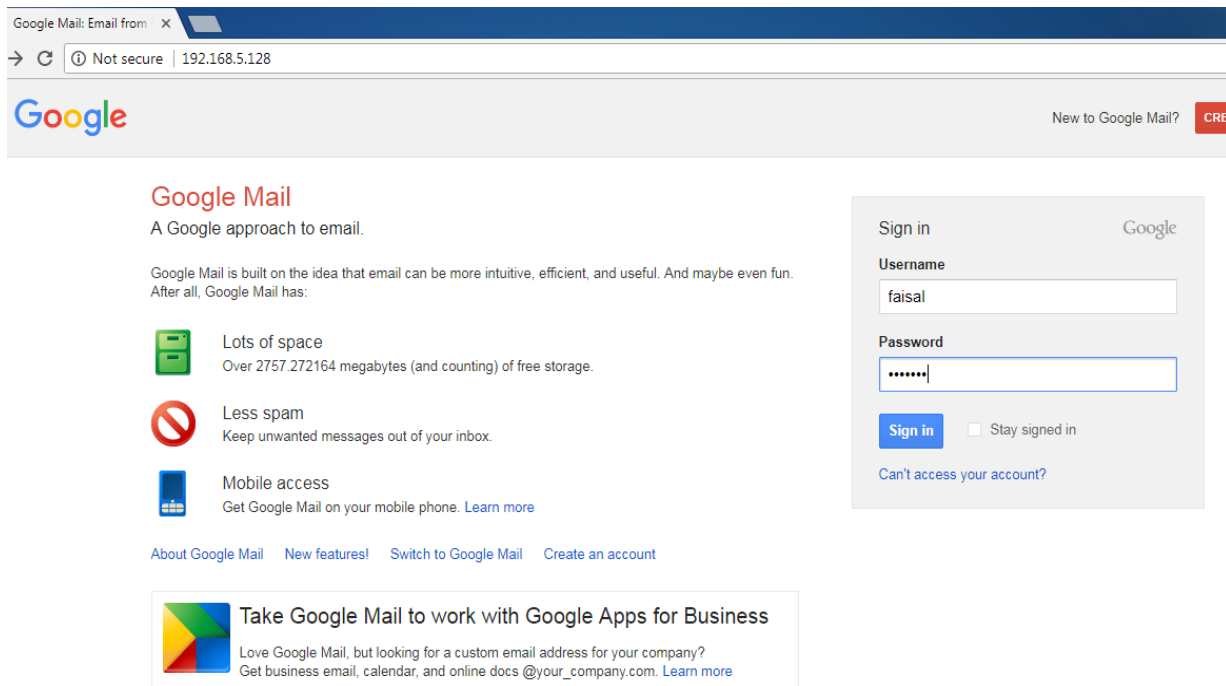 Google Mail: Email from
Not secure | 192.168.5.128
Google
New to Google Mail?
CRE
Google Mail
A Google approach to email.
Google Mail is built on the idea that email can be more intuitive, efficient, and useful. And maybe even fun.
After all, Google Mail has:
Lots of space
Over 2757.272164 megabytes (and counting) of free storage.
Less spam
Keep unwanted messages out of your inbox.
Mobile access
Get Google Mail on your mobile phone. Learn more
About Google Mail New features! Switch to Google Mail Create an account
Take Google Mail to work with Google Apps for Business
Love Google Mail, but looking for a custom email address for your company?
Get business email, calendar, and online docs @your_company.com. Learn more
Sign in Google
Username
faisal
Password
•••••••
Sign in Stay signed in
Can't access your account?